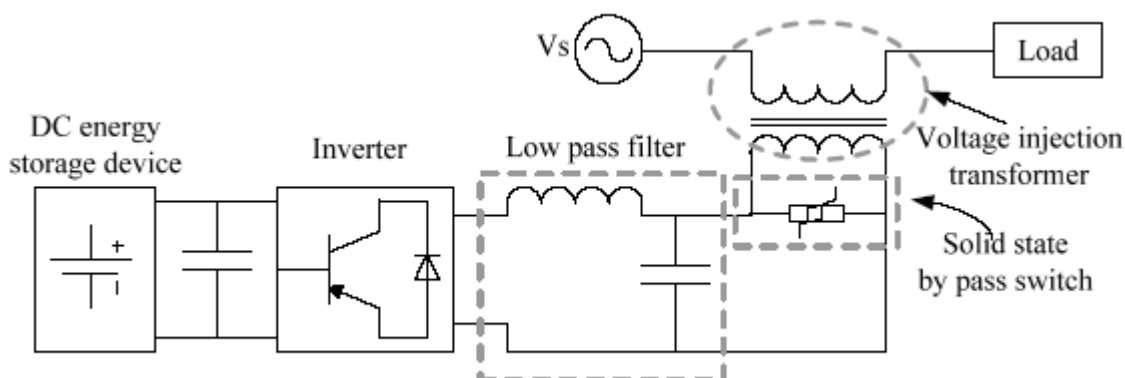 Vs
Load
DC energy
storage device
Inverter
Low pass filter
Voltage injection
transformer
+
Solid state
by pass switch